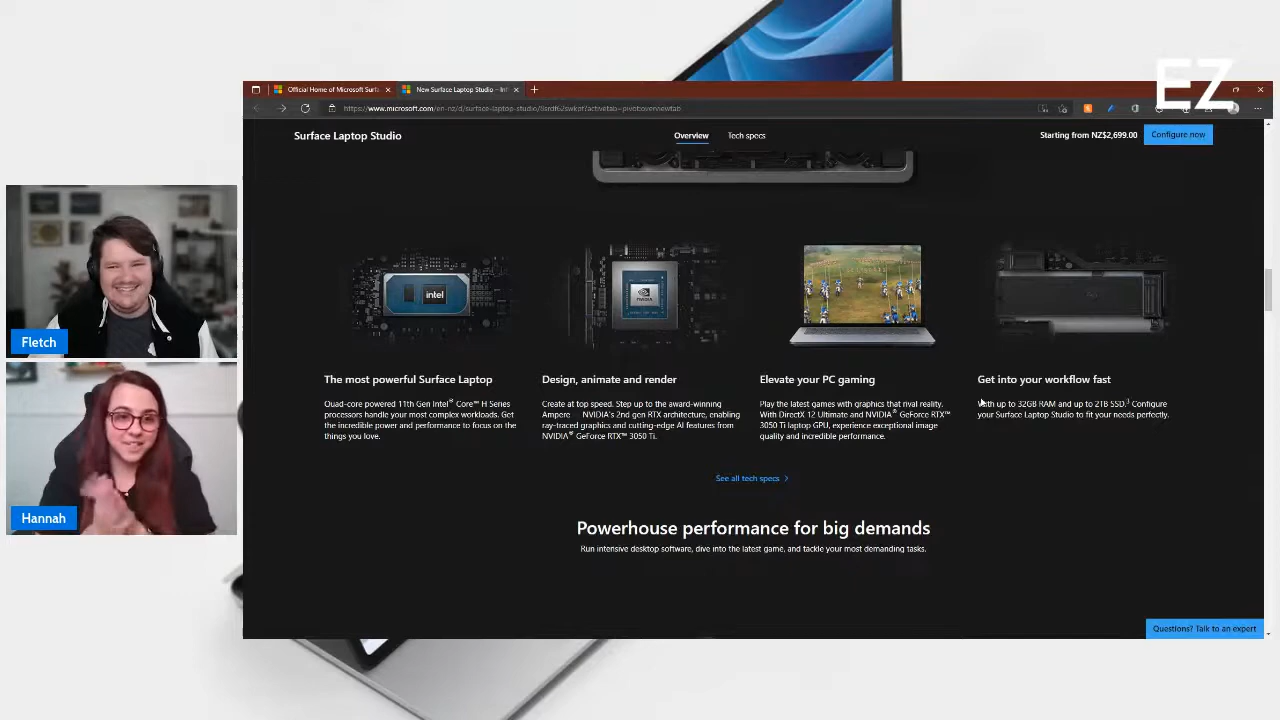 EZ
Official Home of Microsoft Surfa
New Surface Laptop Studio – Inf
https://www.microsoft.com/en-nz/d/surface-laptop-studio/8srdf62swkpf?activetab=pivot:overviewtab
Surface Laptop Studio
Overview
Tech specs
Starting from NZ$2,699.00
Configure now
intel
NVIDIA
The most powerful Surface Laptop
Quad-core powered 11th Gen Intel® Core™ H Series
processors handle your most complex workloads. Get
the incredible power and performance to focus on the
things you love.
Design, animate and render
Create at top speed. Step up to the award-winning
Ampere NVIDIA's 2nd gen RTX architecture, enabling
ray-traced graphics and cutting-edge AI features from
NVIDIA® GeForce RTX™ 3050 Ti.
Elevate your PC gaming
Play the latest games with graphics that rival reality.
With DirectX 12 Ultimate and NVIDIA® GeForce RTX™
3050 Ti laptop GPU, experience exceptional image
quality and incredible performance.
Get into your workflow fast
With up to 32GB RAM and up to 2TB SSD. Configure
your Surface Laptop Studio to fit your needs perfectly.
See all tech specs >
Powerhouse performance for big demands
Run intensive desktop software, dive into the latest game, and tackle your most demanding tasks.
Questions? Talk to an expert
Fletch
Hannah